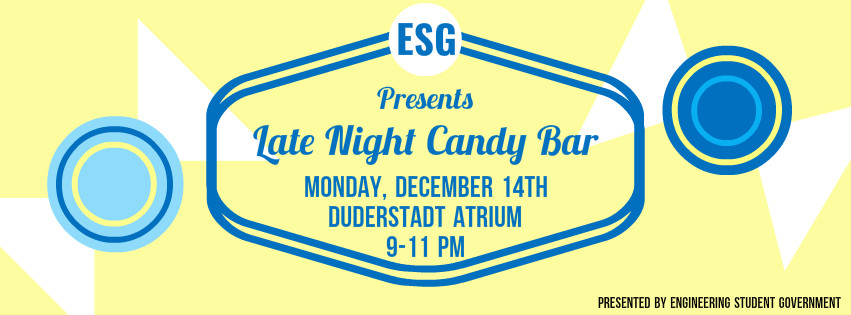 ESG
Presents
Late Night Candy Bar
MONDAY, DECEMBER 14TH
DUDERSTADT ATRIUM
9-11 PM
PRESENTED BY ENGINEERING STUDENT GOVERNMENT